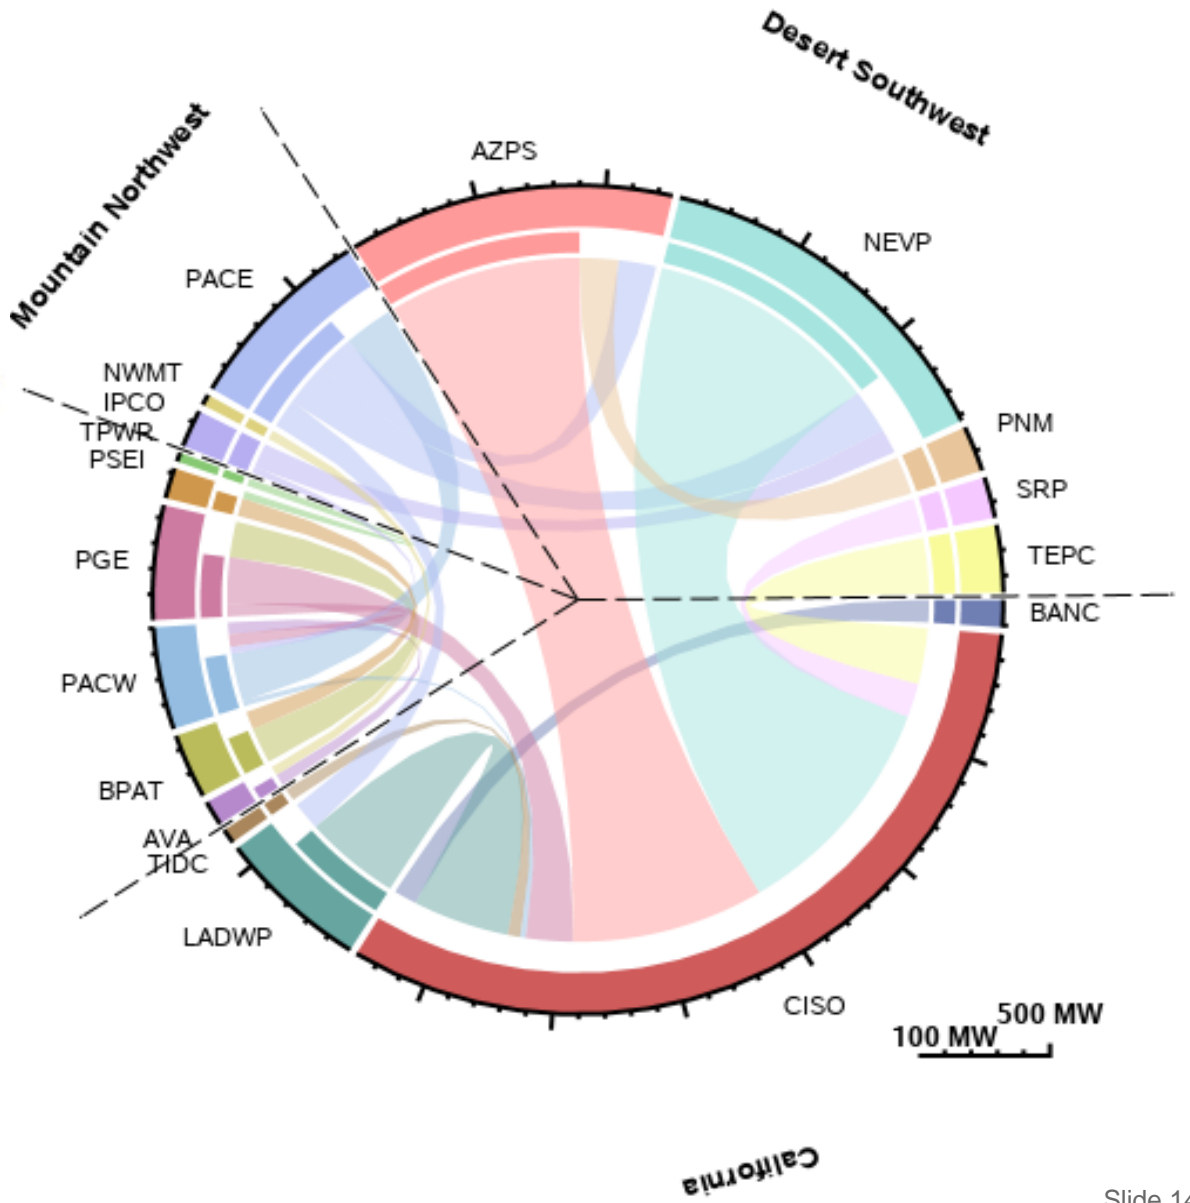 Desert Southwest
Mountain Northwest
AZPS
NEVP
PACE
NWMT
IPCO
TPWR
PSEI
PNM
SRP
PGE
TEPC
BANC
PACW
BPAT
AVA
TIDC
LADWP
CISO
500 MW
100 MW
California